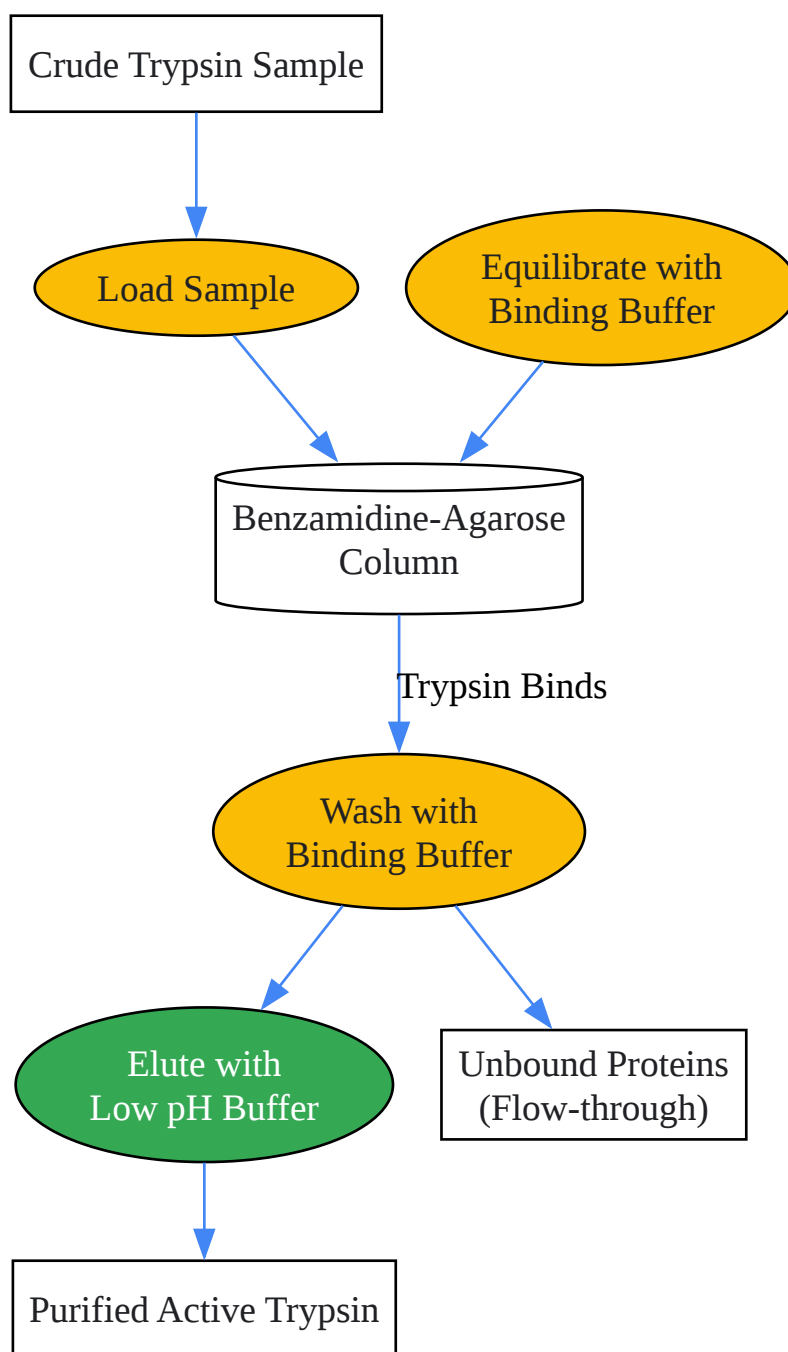 Crude Trypsin Sample
Load Sample
Equilibrate with
Binding Buffer
Benzamidine-Agarose
Column
Trypsin Binds
Wash with
Binding Buffer
Elute with
Low pH Buffer
Unbound Proteins
(Flow-through)
Purified Active Trypsin